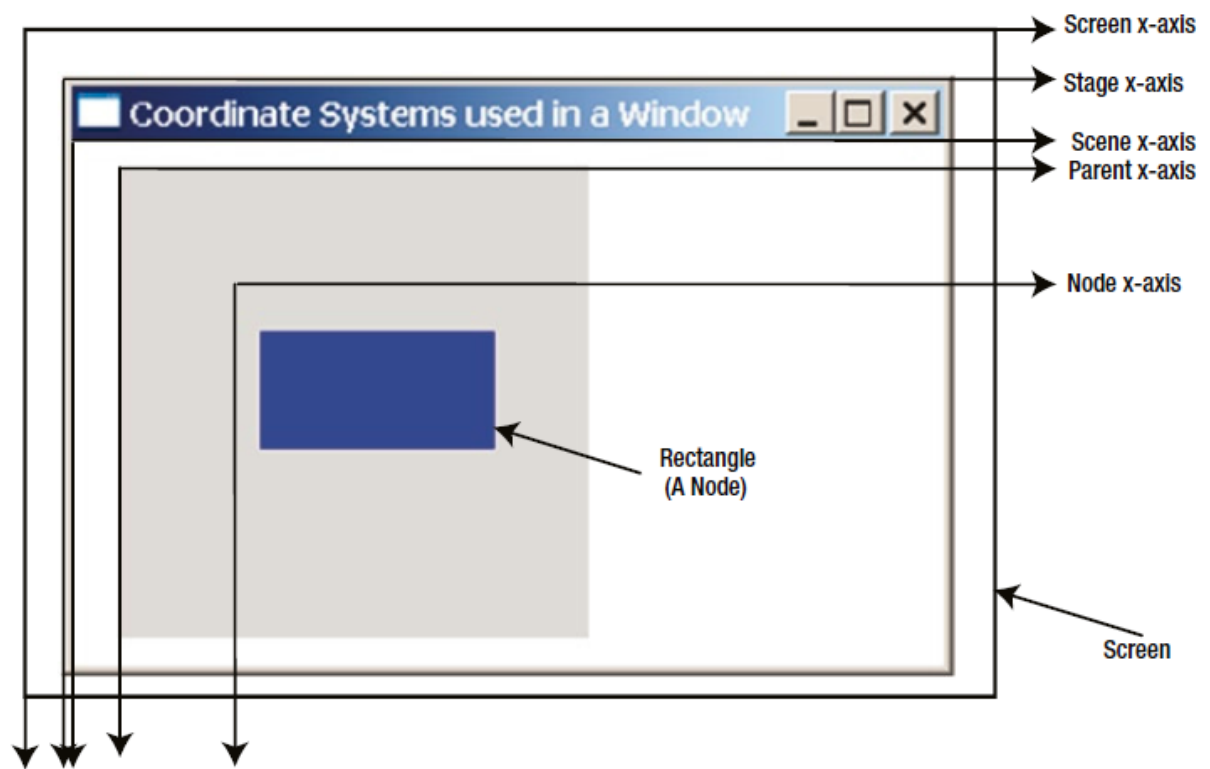 Screen x-axis
Stage x-axis
Coordinate Systems used in a Window
Scene x-axis
Parent x-axis
Node x-axis
Rectangle
(A Node)
Screen